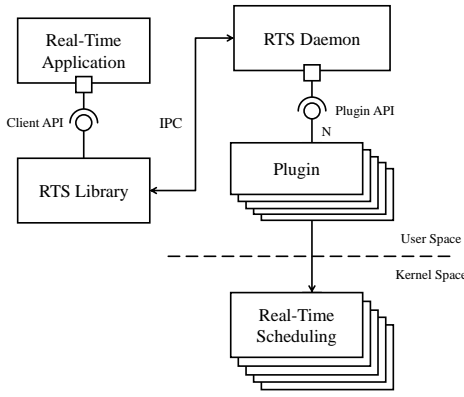 Real-Time
Application
RTS Daemon
Client API
IPC
Plugin API
N
RTS Library
Plugin
User Space
Kernel Space
Real-Time
Scheduling